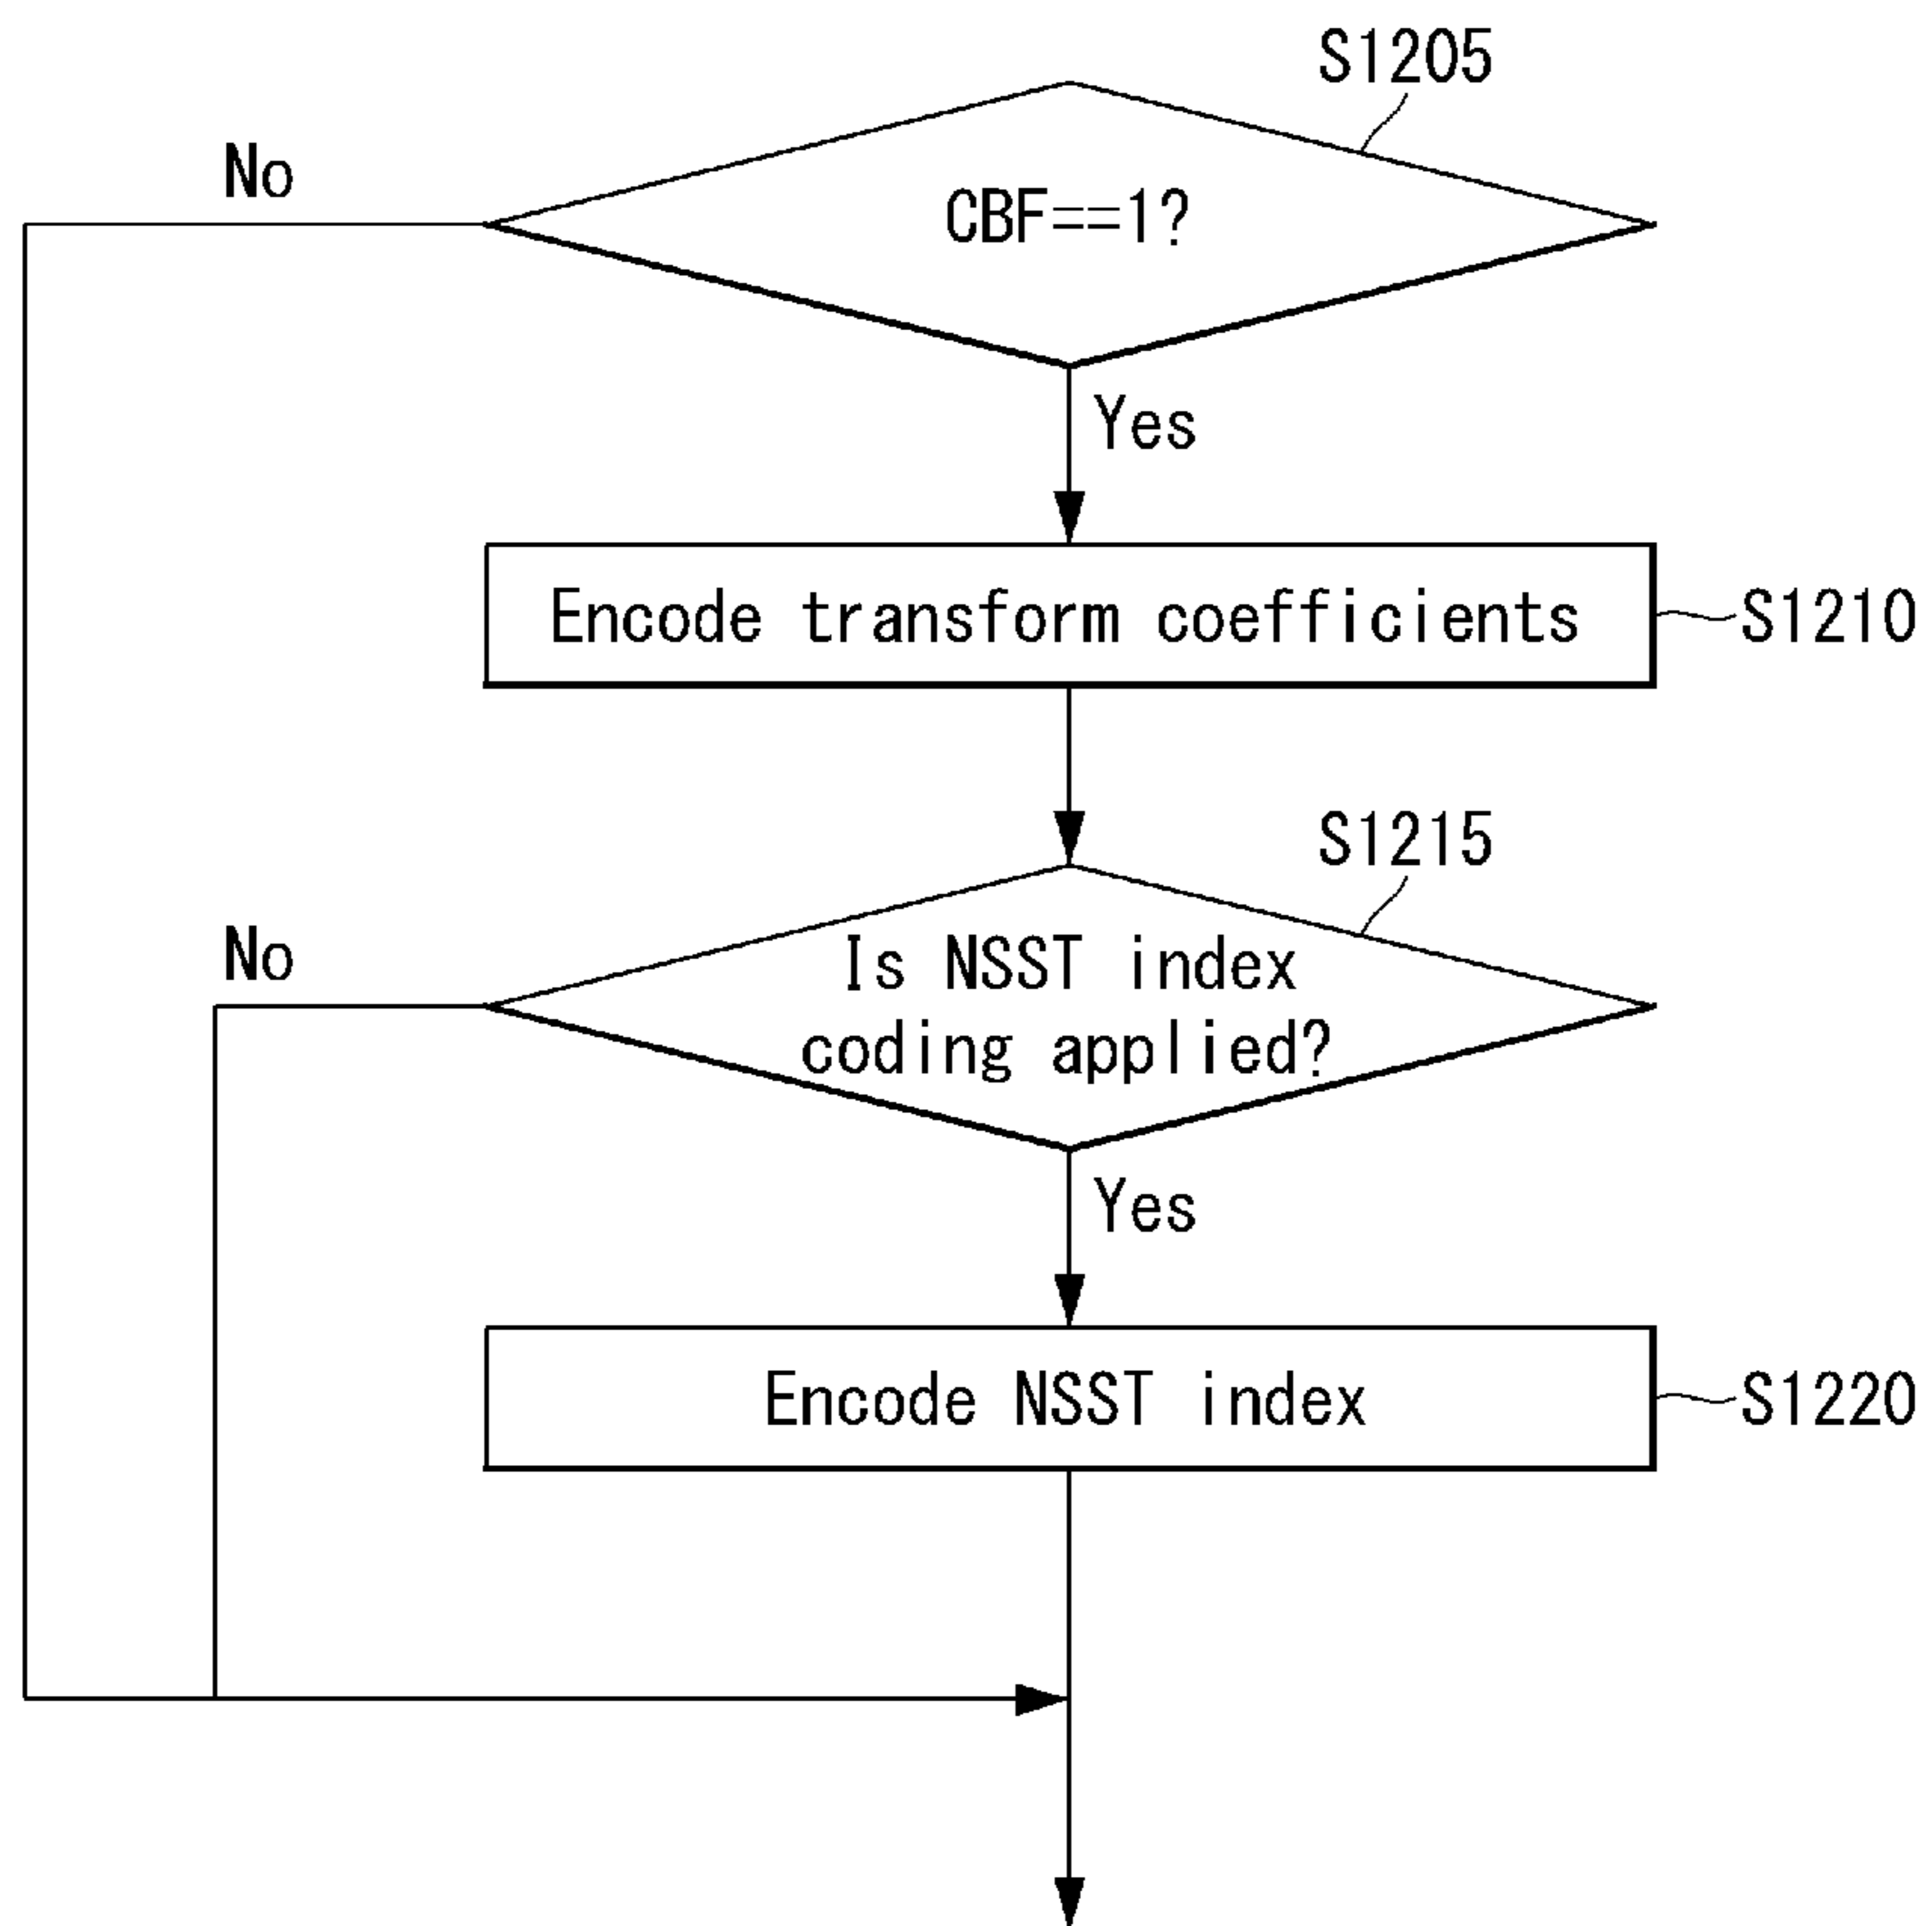 S1205
No
CBF==1?
Yes
Encode transform coefficients
S1210
S1215
No
Is NSST index
coding applied?
Yes
Encode NSST index
S1220